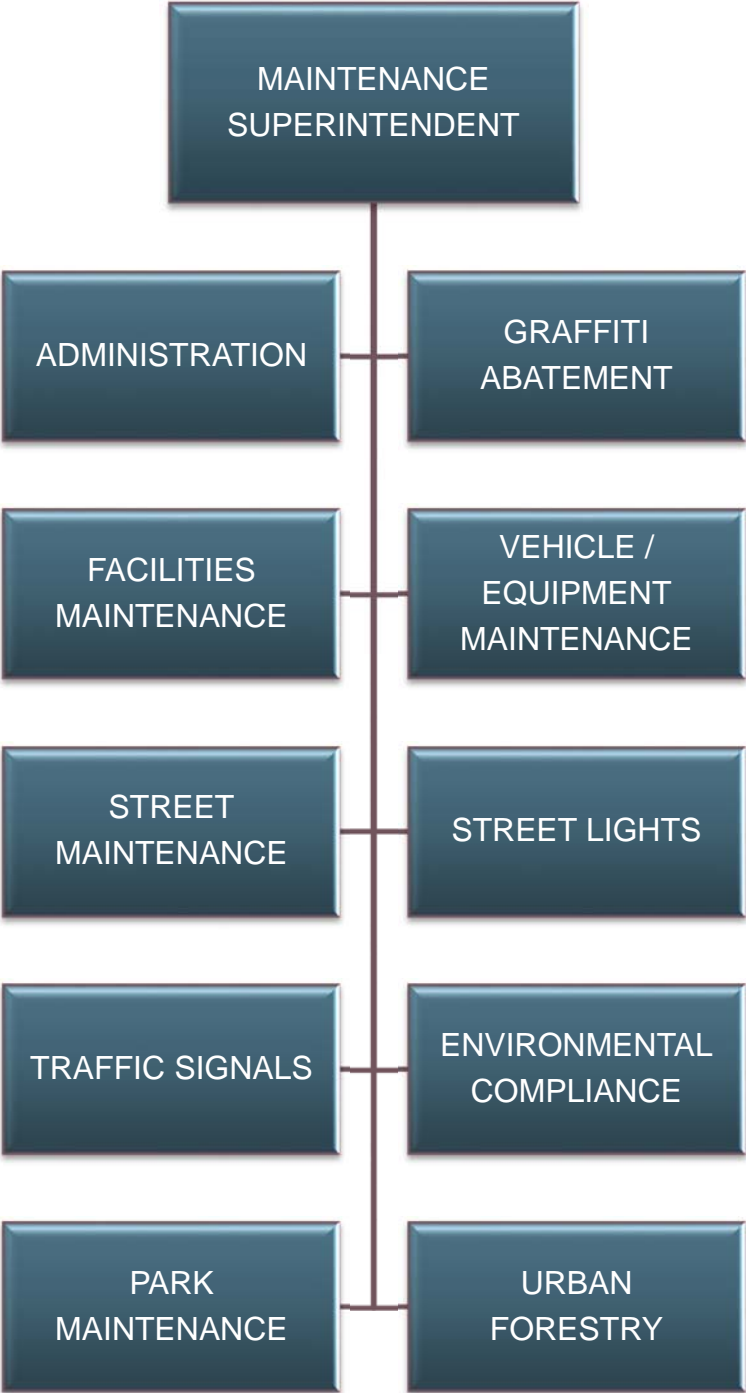 MAINTENANCE
SUPERINTENDENT
ADMINISTRATION
GRAFFITI
ABATEMENT
FACILITIES
MAINTENANCE
VEHICLE /
EQUIPMENT
MAINTENANCE
STREET
MAINTENANCE
STREET LIGHTS
TRAFFIC SIGNALS
ENVIRONMENTAL
COMPLIANCE
PARK
MAINTENANCE
URBAN
FORESTRY